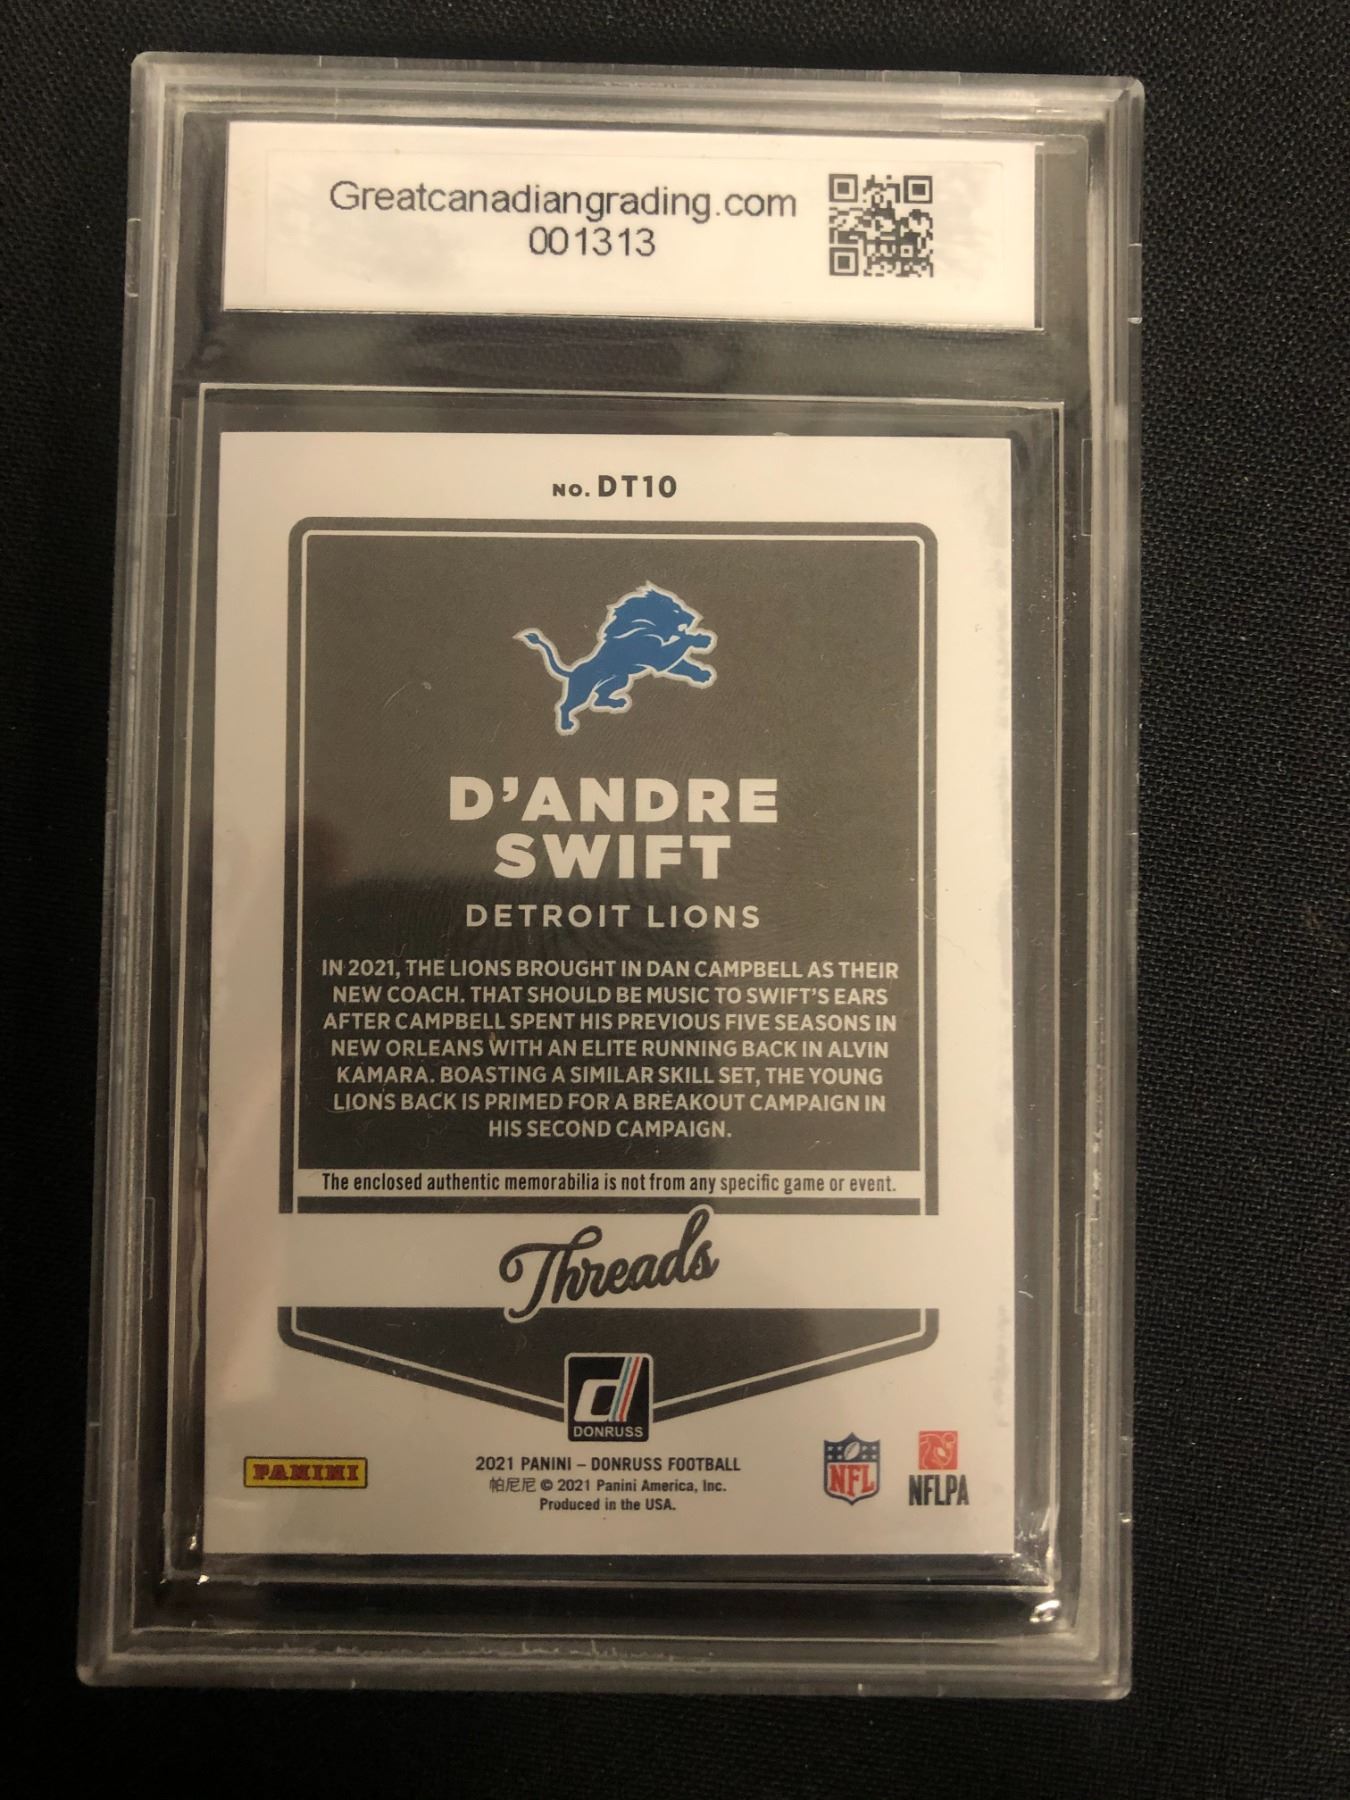 Greatcanadiangrading.com
001313
NO. DT10
D'ANDRE
SWIFT
DETROIT LIONS
IN 2021, THE LIONS BROUGHT IN DAN CAMPBELL AS THEIR
NEW COACH. THAT SHOULD BE MUSIC TO SWIFT'S EARS
AFTER CAMPBELL SPENT HIS PREVIOUS FIVE SEASONS IN
NEW ORLEANS WITH AN ELITE RUNNING BACK IN ALVIN
KAMARA. BOASTING A SIMILAR SKILL SET, THE YOUNG
LIONS BACK IS PRIMED FOR A BREAKOUT CAMPAIGN IN
HIS SECOND CAMPAIGN.
The enclosed authentic memorabilia is not from any specific game or event.
Threads
d
DONRUSS
PANINI
2021 PANINI – DONRUSS FOOTBALL
帕尼尼 © 2021 Panini America, Inc.
Produced in the USA.
NFL
NFLPA